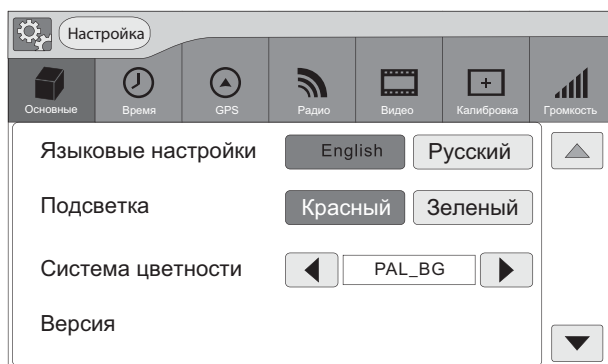 Настройка
Основные Время GPS Радио Видео Калибровка Громкость
Языковые настройки English Русский
Подсветка Красный Зеленый
Система цветности PAL_BG
Версия